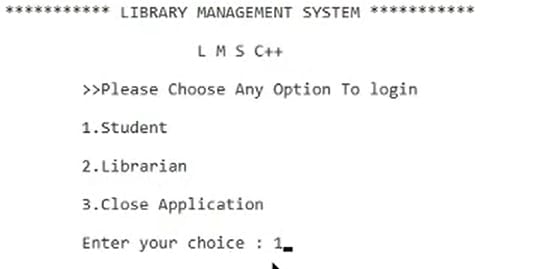 *********** LIBRARY MANAGEMENT SYSTEM ***********
L M S C++
>>Please Choose Any Option To login
1.Student
2.Librarian
3.Close Application
Enter your choice : 1